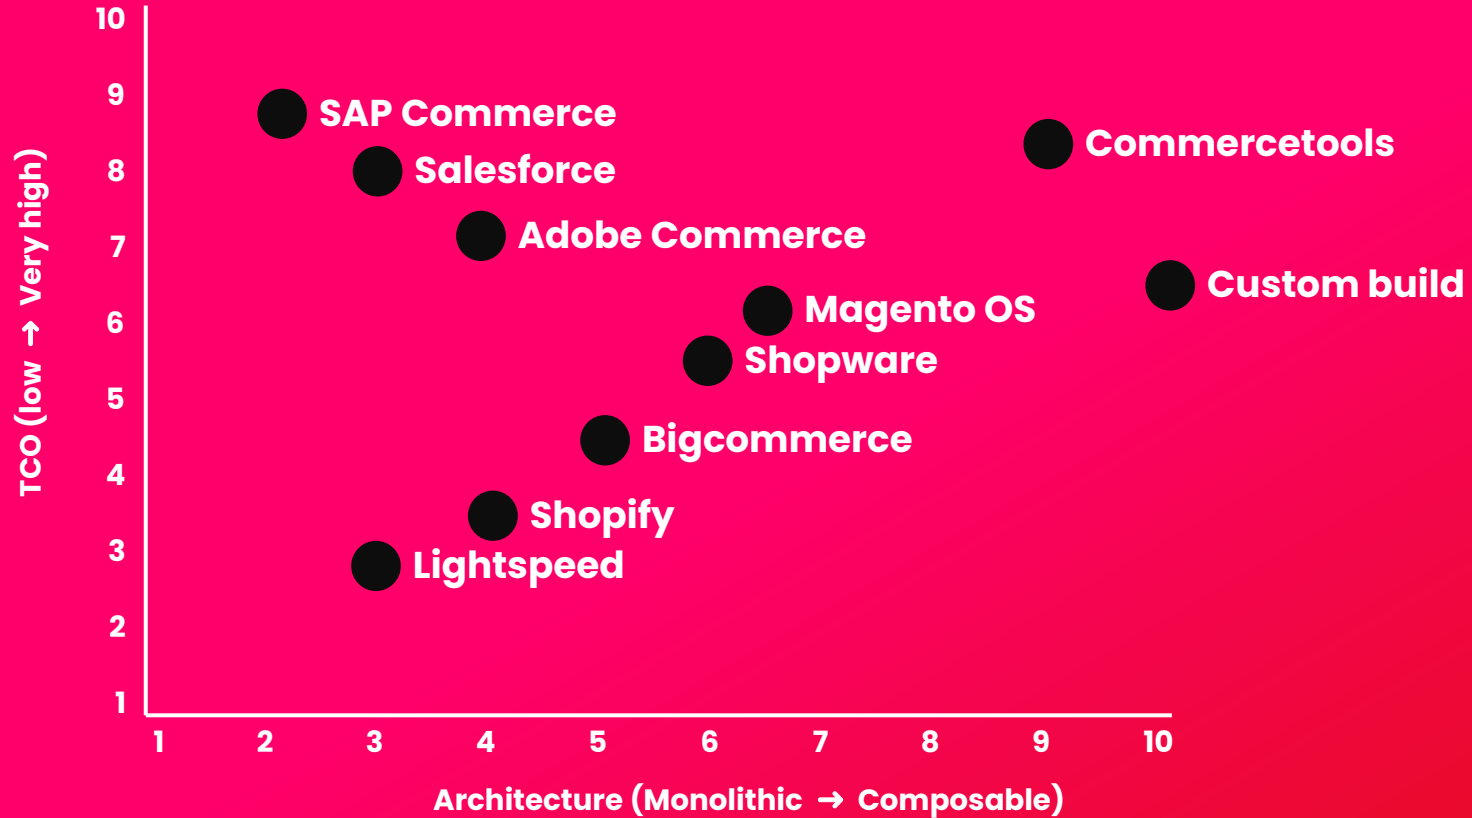 10
9
8
7
6
5
4
3
2
1
TCO (low → Very high)
SAP Commerce
Salesforce
Commercetools
Adobe Commerce
Custom build
Magento OS
Shopware
Bigcommerce
Shopify
Lightspeed
1 2 3 4 5 6 7 8 9 10
Architecture (Monolithic → Composable)